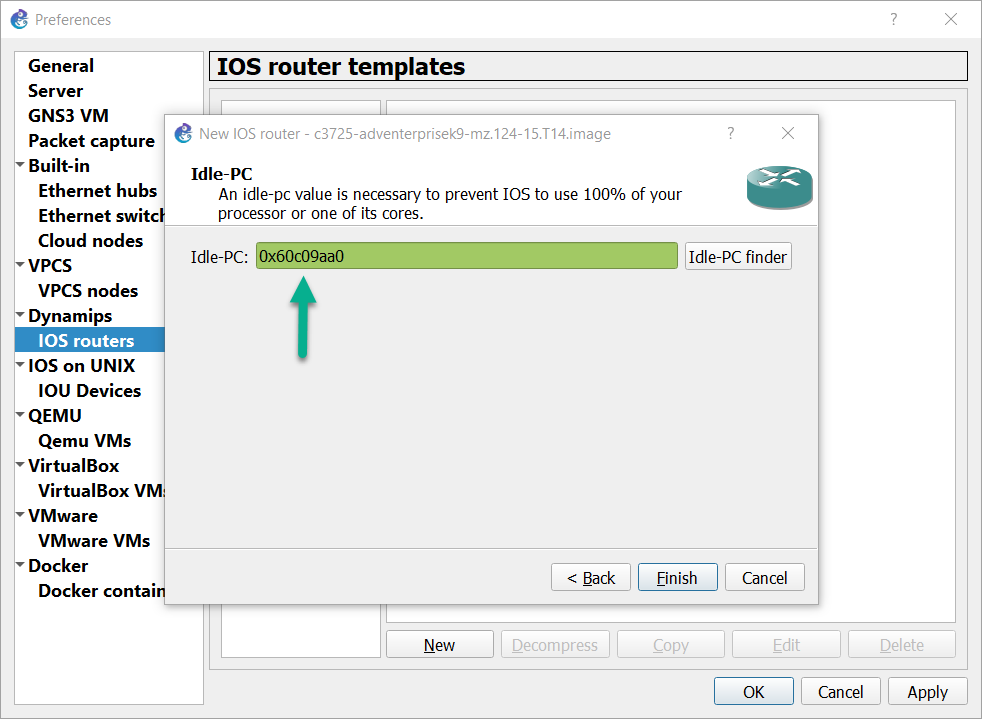 Preferences
?
General
Server
GNS3 VM
Packet capture
Built-in
Ethernet hubs
Ethernet switch
Cloud nodes
VPCS
VPCS nodes
Dynamips
IOS routers
IOS on UNIX
IOU Devices
QEMU
Qemu VMs
VirtualBox
VirtualBox VMs
VMware
VMware VMs
Docker
Docker contain
IOS router templates
New IOS router - c3725-adventerprisek9-mz.124-15.T14.image
?
Idle-PC
An idle-pc value is necessary to prevent IOS to use 100% of your
processor or one of its cores.
Idle-PC: 0x60c09aa0 Idle-PC finder
< Back Finish Cancel
New Decompress Copy Edit Delete
OK Cancel Apply